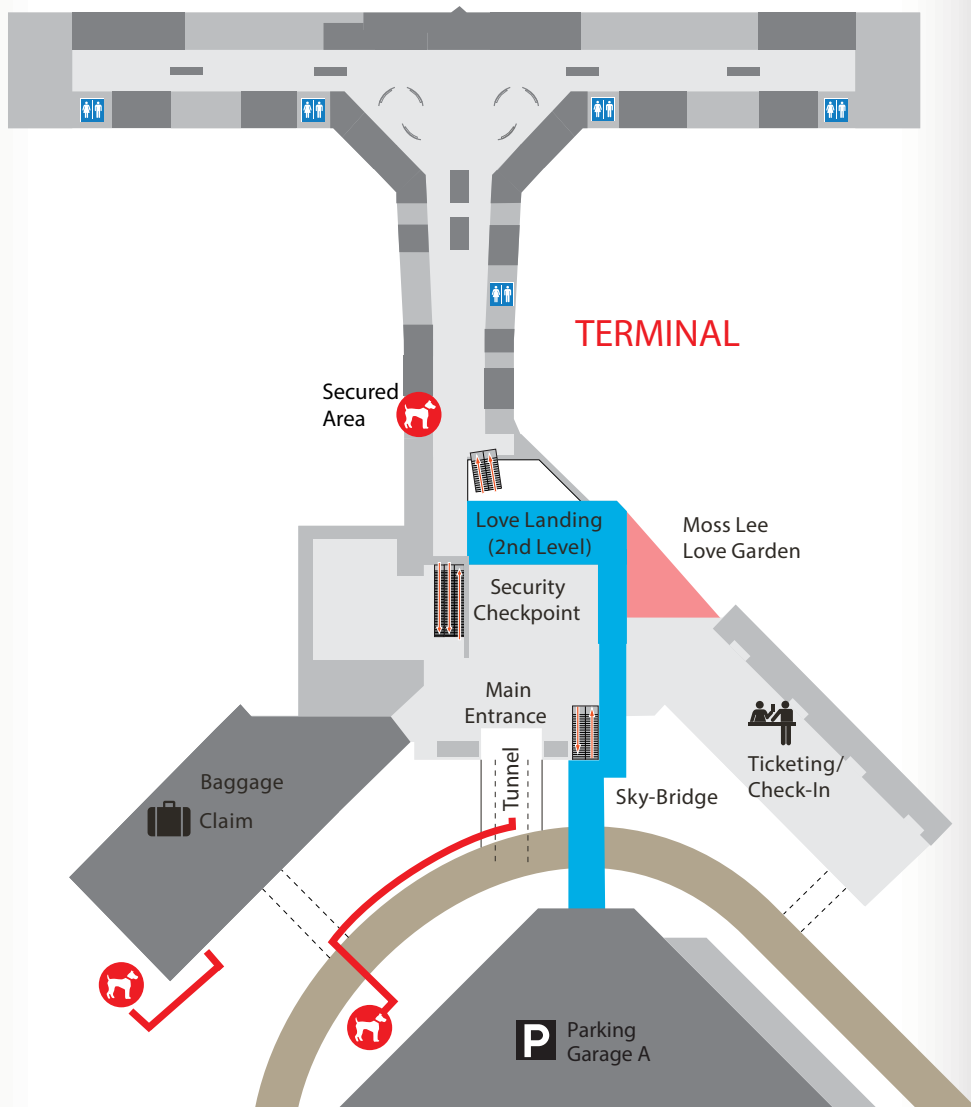 TERMINAL
Secured
Area
Love Landing
(2nd Level)
Moss Lee
Love Garden
Security
Checkpoint
Main
Entrance
Tunnel
Ticketing/
Check-In
Baggage
Claim
Sky-Bridge
P
Parking
Garage A